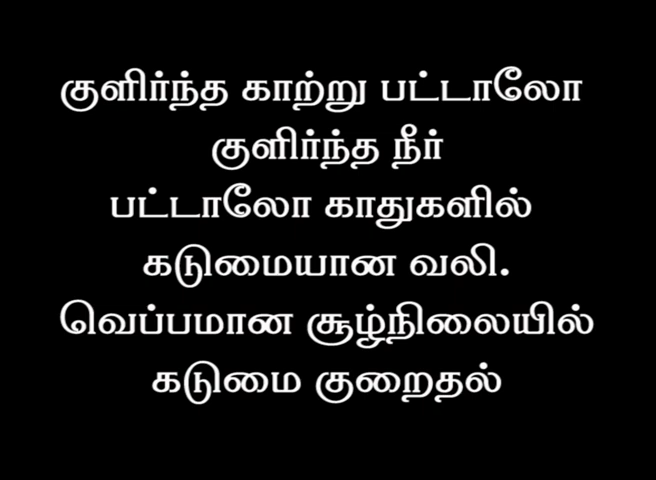 குளிர்ந்த காற்று பட்டாலோ
குளிர்ந்த நீர்
பட்டாலோ காதுகளில்
கடுமையான வலி.
வெப்பமான சூழ்நிலையில்
கடுமை குறைதல்